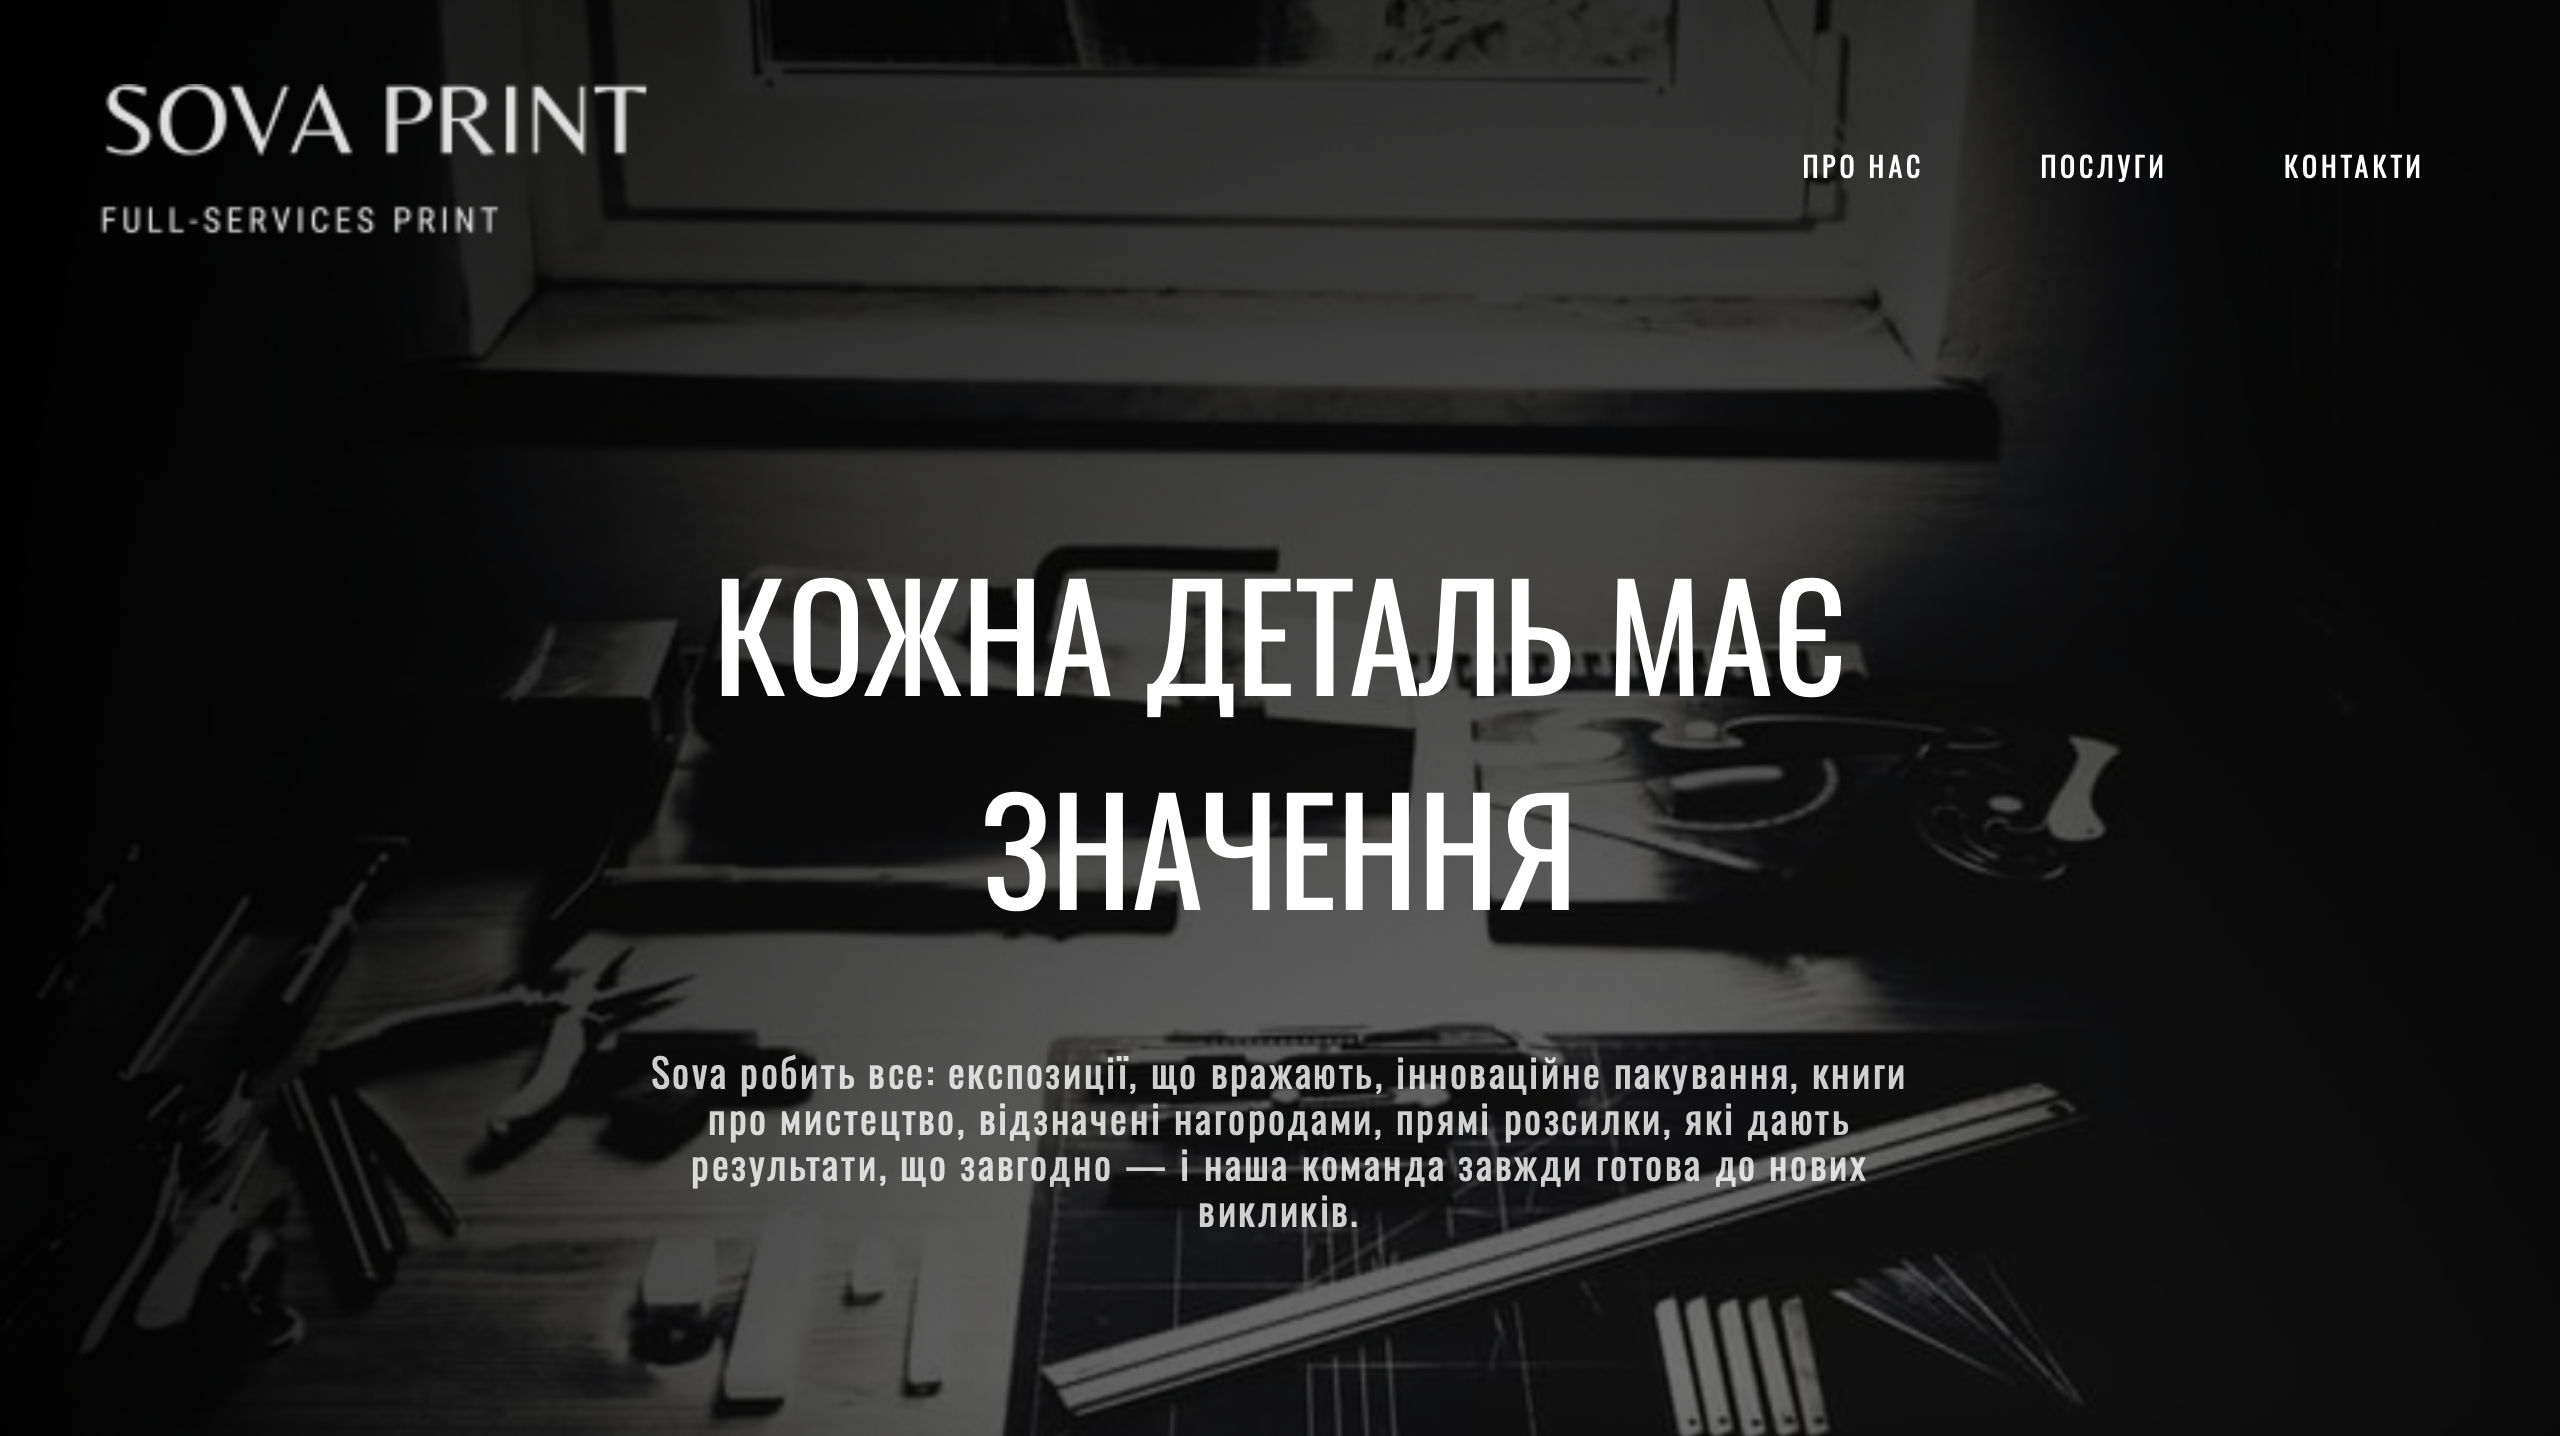 SOVA PRINT
FULL-SERVICES PRINT
ПРО НАС
ПОСЛУГИ
КОНТАКТИ
КОЖНА ДЕТАЛЬ МАЄ
ЗНАЧЕННЯ
Sova робить все: експозиції, що вражають, інноваційне пакування, книги
про мистецтво, відзначені нагородами, прямі розсилки, які дають
результати, що завгодно — і наша команда завжди готова до нових
викликів.